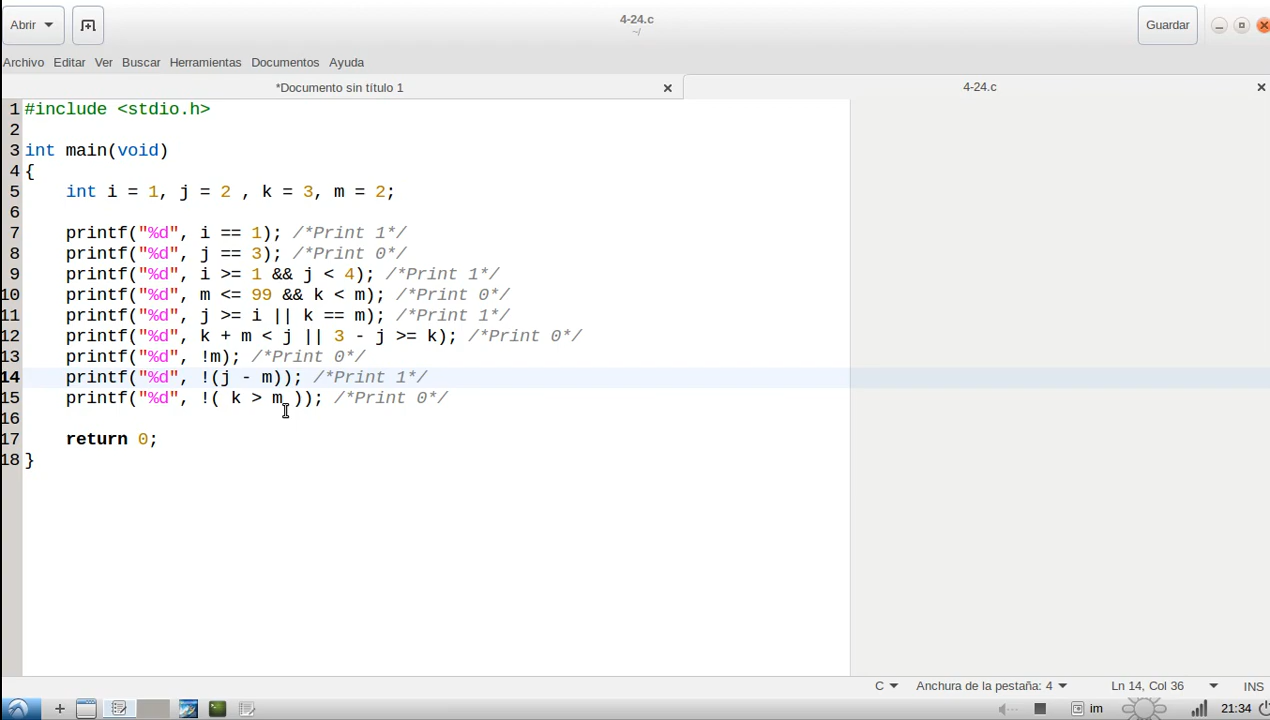 Abrir
4-24.c
~/
Guardar
Archivo Editar Ver Buscar Herramientas Documentos Ayuda
*Documento sin título 1
4-24.c
1 #include <stdio.h>
2
3 int main(void)
4 {
5     int i = 1, j = 2 , k = 3, m = 2;
6
7     printf("%d", i == 1); /*Print 1*/
8     printf("%d", j == 3); /*Print 0*/
9     printf("%d", i >= 1 && j < 4); /*Print 1*/
10     printf("%d", m <= 99 && k < m); /*Print 0*/
11     printf("%d", j >= i || k == m); /*Print 1*/
12     printf("%d", k + m < j || 3 - j >= k); /*Print 0*/
13     printf("%d", !m); /*Print 0*/
14     printf("%d", !(j - m)); /*Print 1*/
15     printf("%d", !( k > m )); /*Print 0*/
16
17     return 0;
18 }
C Anchura de la pestaña: 4 Ln 14, Col 36 INS
im 21:34